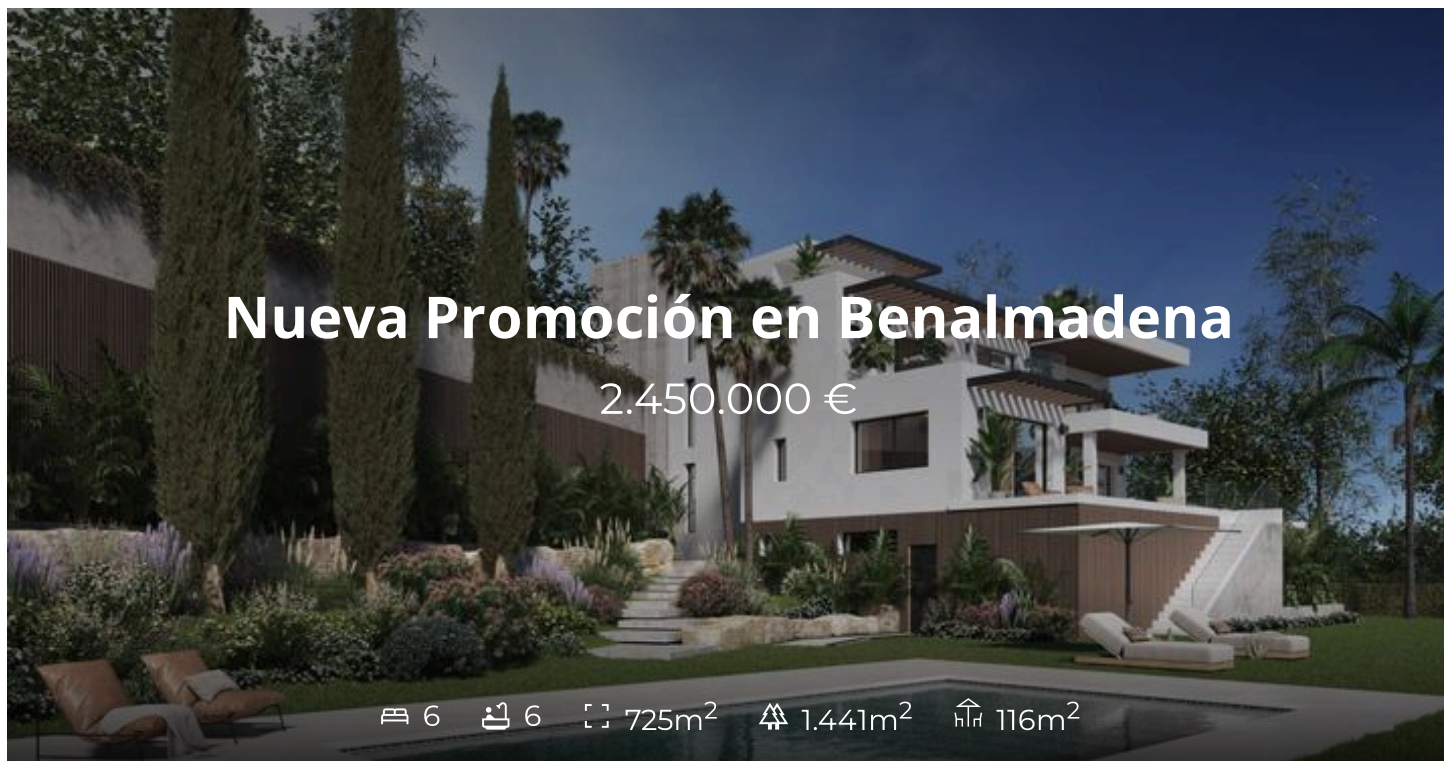 Nueva Promoción en Benalmadena
2.450.000 €
6 6 725m² 1.441m² 116m²